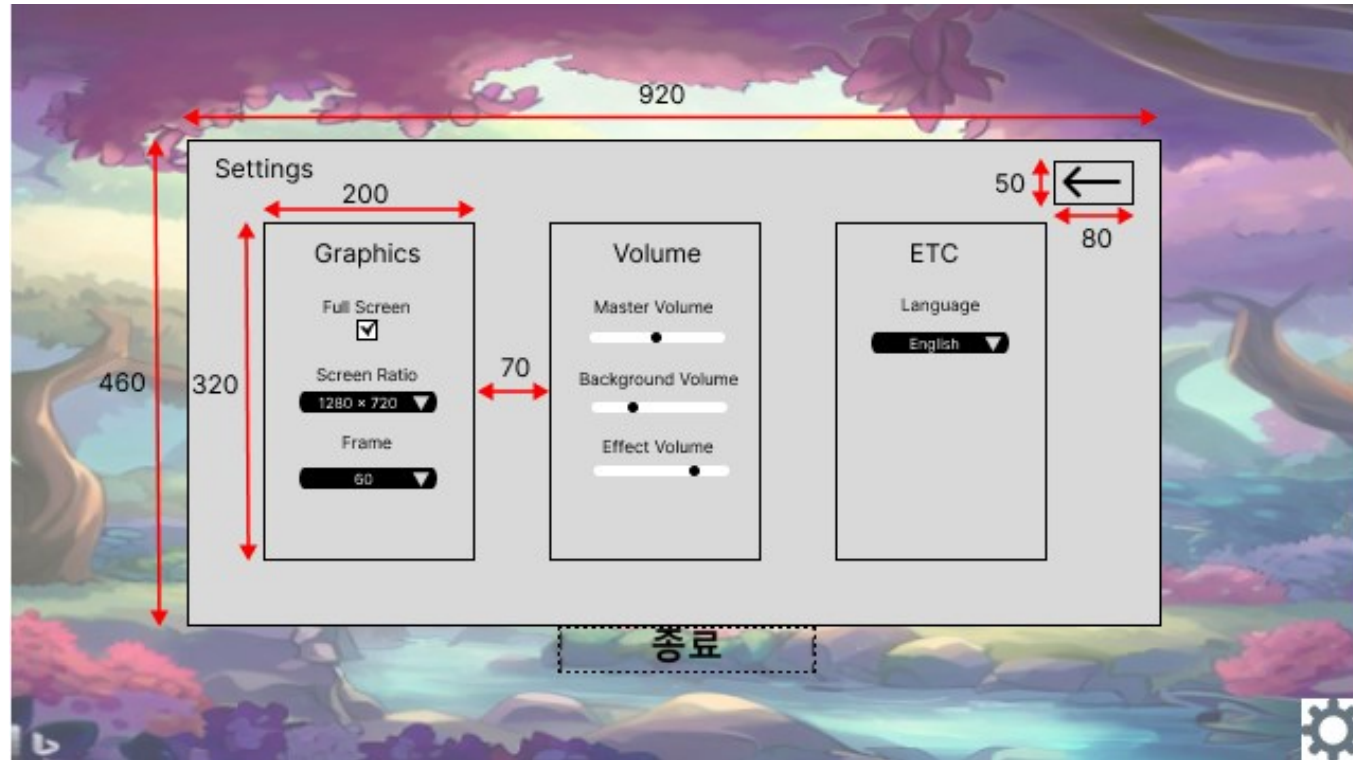 920
Settings
200
50
80
Graphics
Volume
ETC
Full Screen
Master Volume
Language
English
Screen Ratio
1280 × 720
70
Background Volume
460
320
Frame
Effect Volume
60
종료
b